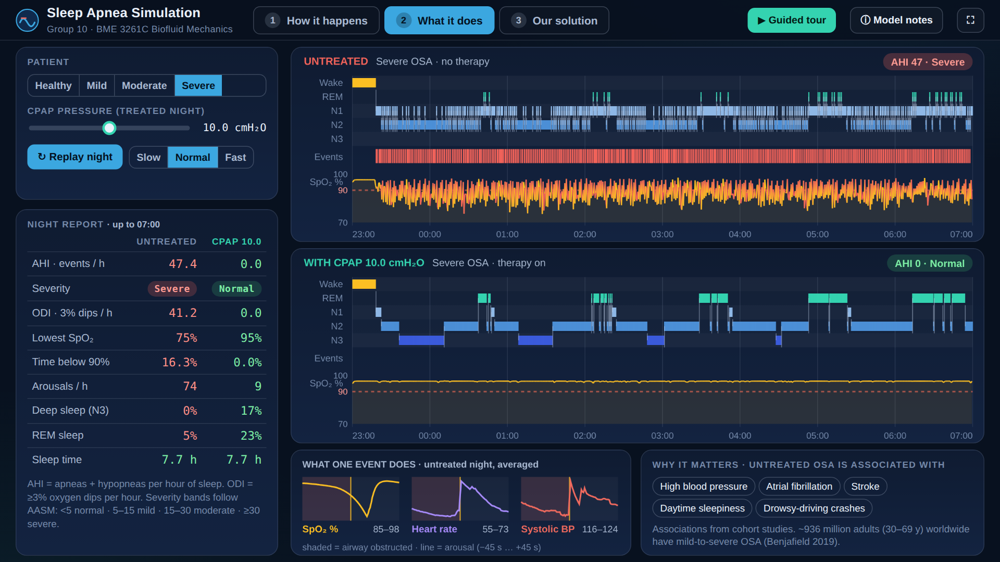 Sleep Apnea Simulation
Group 10 · BME 3261C Biofluid Mechanics
1 How it happens
2 What it does
3 Our solution
▶ Guided tour
ⓘ Model notes
PATIENT
Healthy Mild Moderate Severe
CPAP PRESSURE (TREATED NIGHT)
10.0 cmH₂O
↻ Replay night
Slow Normal Fast
NIGHT REPORT · up to 07:00
UNTREATED CPAP 10.0
AHI · events / h 47.4 0.0
Severity Severe Normal
ODI · 3% dips / h 41.2 0.0
Lowest SpO₂ 75% 95%
Time below 90% 16.3% 0.0%
Arousals / h 74 9
Deep sleep (N3) 0% 17%
REM sleep 5% 23%
Sleep time 7.7 h 7.7 h
AHI = apneas + hypopneas per hour of sleep. ODI =
≥3% oxygen dips per hour. Severity bands follow
AASM: <5 normal · 5–15 mild · 15–30 moderate · ≥30
severe.
UNTREATED Severe OSA · no therapy
AHI 47 · Severe
Wake
REM
N1
N2
N3
Events
100
SpO₂ %
90
70
23:00 00:00 01:00 02:00 03:00 04:00 05:00 06:00 07:00
WITH CPAP 10.0 cmH₂O Severe OSA · therapy on
AHI 0 · Normal
Wake
REM
N1
N2
N3
Events
100
SpO₂ %
90
70
23:00 00:00 01:00 02:00 03:00 04:00 05:00 06:00 07:00
WHAT ONE EVENT DOES · untreated night, averaged
SpO₂ % 85–98
Heart rate 55–73
Systolic BP 116–124
shaded = airway obstructed · line = arousal (−45 s … +45 s)
WHY IT MATTERS · UNTREATED OSA IS ASSOCIATED WITH
High blood pressure Atrial fibrillation Stroke
Daytime sleepiness Drowsy-driving crashes
Associations from cohort studies. ~936 million adults (30–69 y) worldwide
have mild-to-severe OSA (Benjafield 2019).